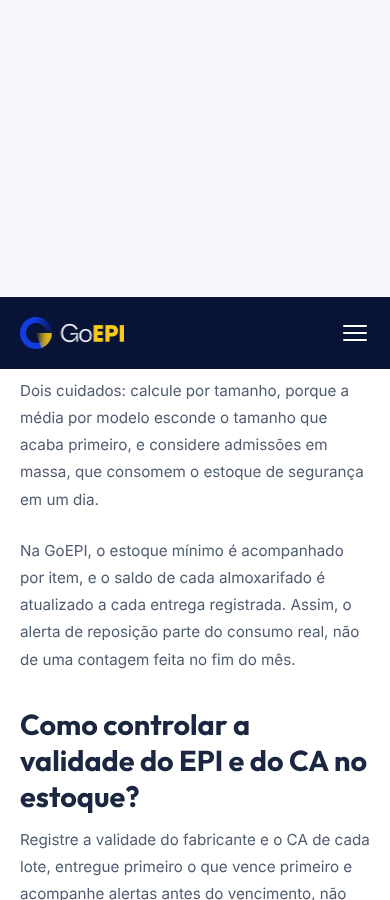 GoEPI
Dois cuidados: calcule por tamanho, porque a
média por modelo esconde o tamanho que
acaba primeiro, e considere admissões em
massa, que consomem o estoque de segurança
em um dia.
Na GoEPI, o estoque mínimo é acompanhado
por item, e o saldo de cada almoxarifado é
atualizado a cada entrega registrada. Assim, o
alerta de reposição parte do consumo real, não
de uma contagem feita no fim do mês.
Como controlar a
validade do EPI e do CA no
estoque?
Registre a validade do fabricante e o CA de cada
lote, entregue primeiro o que vence primeiro e
acompanhe alertas antes do vencimento, não